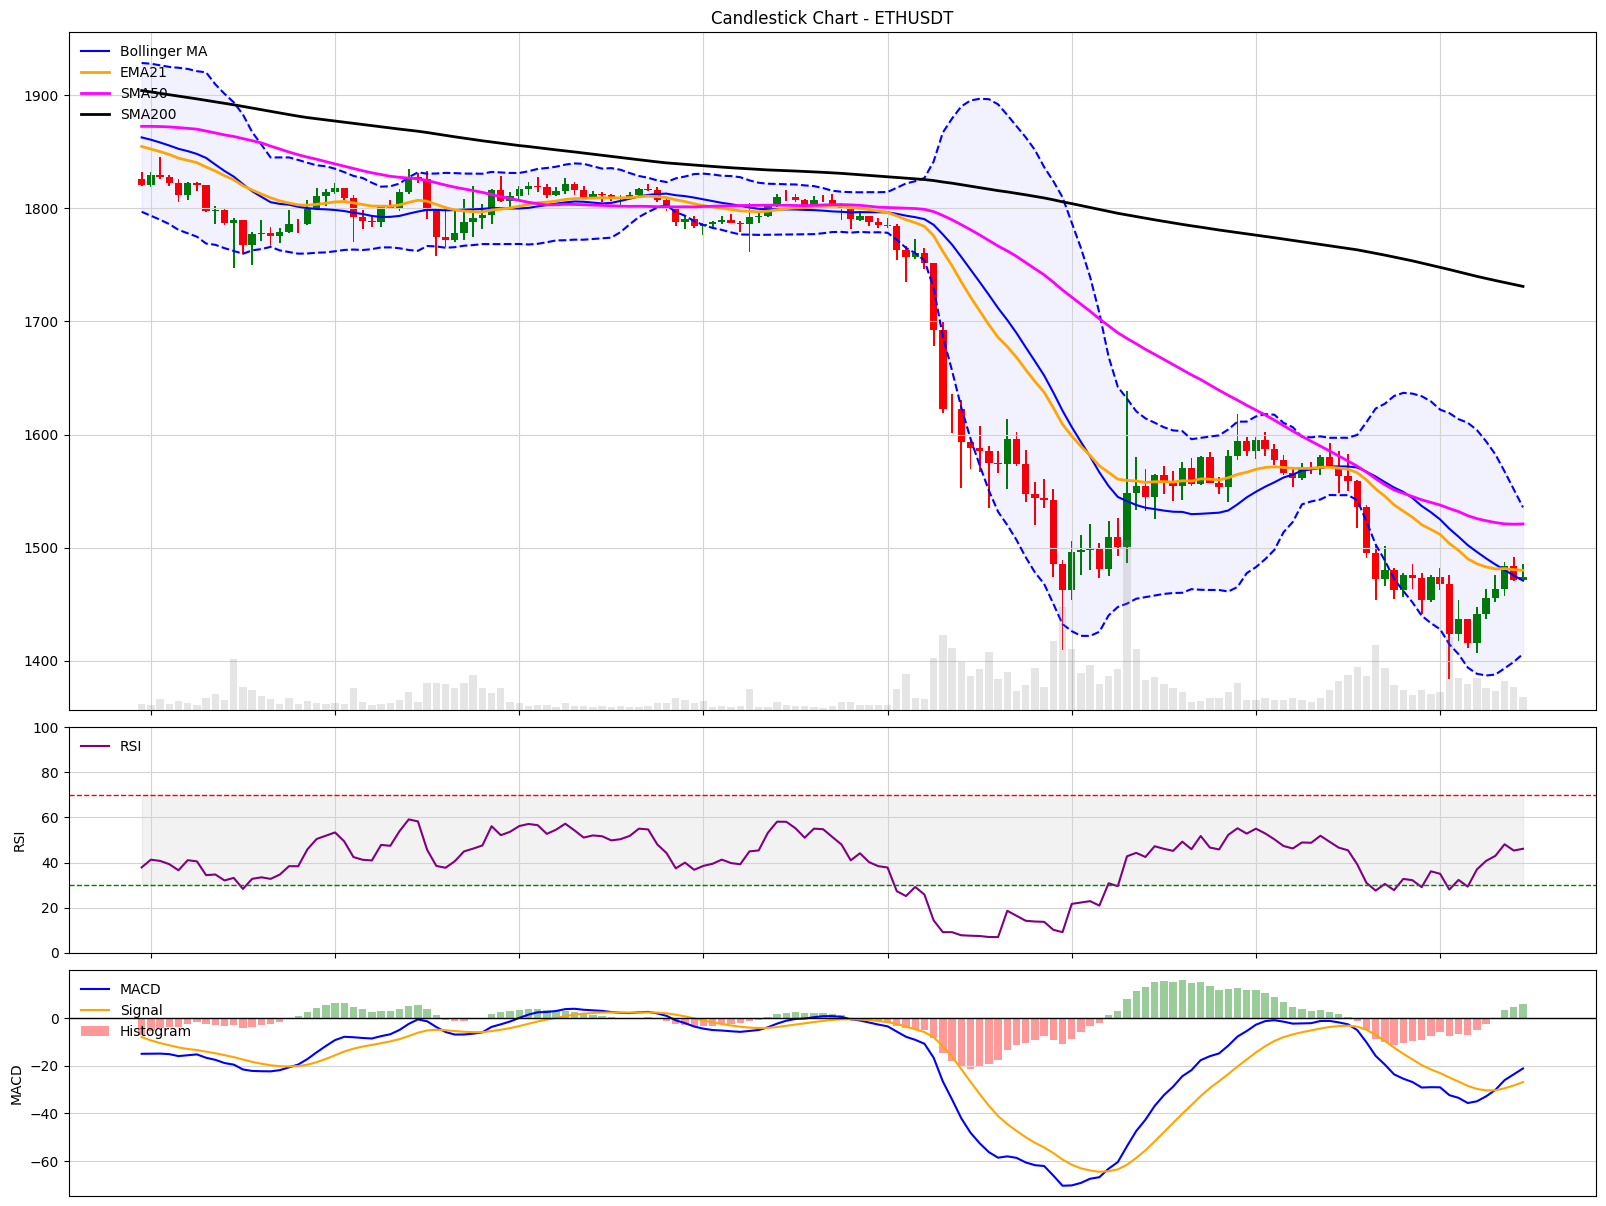 Candlestick Chart - ETHUSDT
Bollinger MA
EMA21
SMA50
SMA200
1900
1800
1700
1600
1500
1400
RSI
100
80
60
40
20
0
RSI
MACD
Signal
Histogram
0
−20
−40
−60
MACD